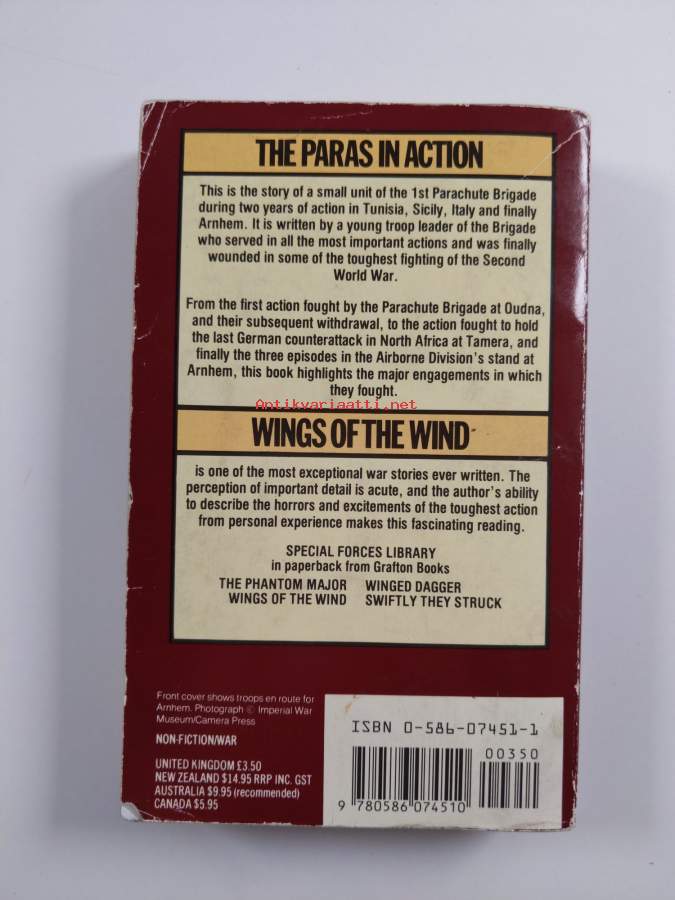 THE PARAS IN ACTION
This is the story of a small unit of the 1st Parachute Brigade
during two years of action in Tunisia, Sicily, Italy and finally
Arnhem. It is written by a young troop leader of the Brigade
who served in all the most important actions and was finally
wounded in some of the toughest fighting of the Second
World War.
From the first action fought by the Parachute Brigade at Oudna,
and their subsequent withdrawal, to the action fought to hold
the last German counterattack in North Africa at Tamera, and
finally the three episodes in the Airborne Division's stand at
Arnhem, this book highlights the major engagements in which
they fought.
Antikvariaatti.net
WINGS OF THE WIND
is one of the most exceptional war stories ever written. The
perception of important detail is acute, and the author's ability
to describe the horrors and excitements of the toughest action
from personal experience makes this fascinating reading.
SPECIAL FORCES LIBRARY
in paperback from Grafton Books
THE PHANTOM MAJOR WINGED DAGGER
WINGS OF THE WIND SWIFTLY THEY STRUCK
Front cover shows troops en route for
Arnhem. Photograph © Imperial War
Museum/Camera Press
NON-FICTION/WAR
UNITED KINGDOM £3.50
NEW ZEALAND $14.95 RRP INC. GST
AUSTRALIA $9.95 (recommended)
CANADA $5.95
ISBN 0-586-07451-1
00350
9 780586 074510